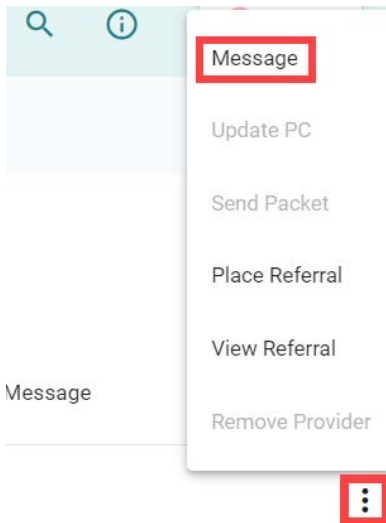 Message
Update PC
Send Packet
Place Referral
View Referral
Message
Remove Provider